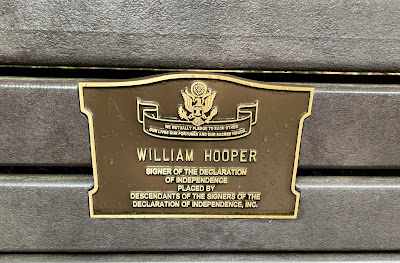 WE MUTUALLY PLEDGE TO EACH OTHER
OUR LIVES OUR FORTUNES AND OUR SACRED HONOR
WILLIAM HOOPER
SIGNER OF THE DECLARATION
OF INDEPENDENCE
PLACED BY
DESCENDANTS OF THE SIGNERS OF THE
DECLARATION OF INDEPENDENCE, INC.